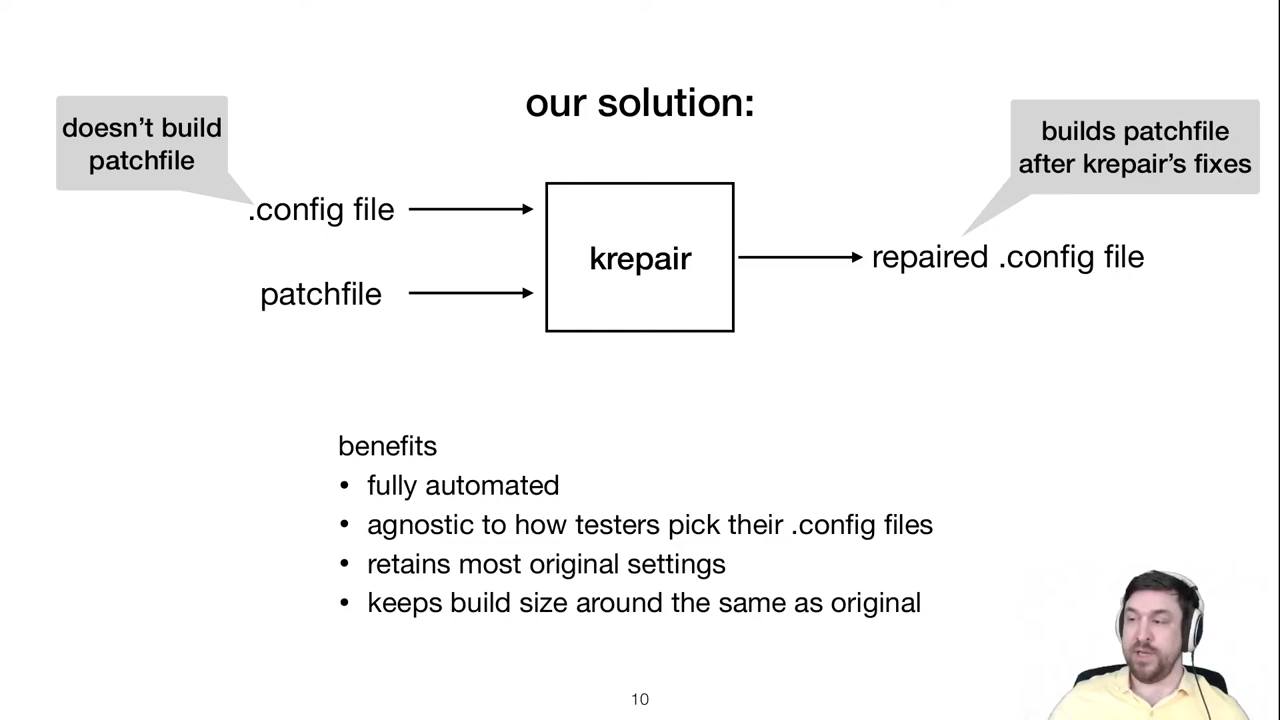 our solution:
doesn’t build
patchfile
builds patchfile
after krepair’s fixes
.config file
patchfile
krepair
repaired .config file
benefits
• fully automated
• agnostic to how testers pick their .config files
• retains most original settings
• keeps build size around the same as original
10